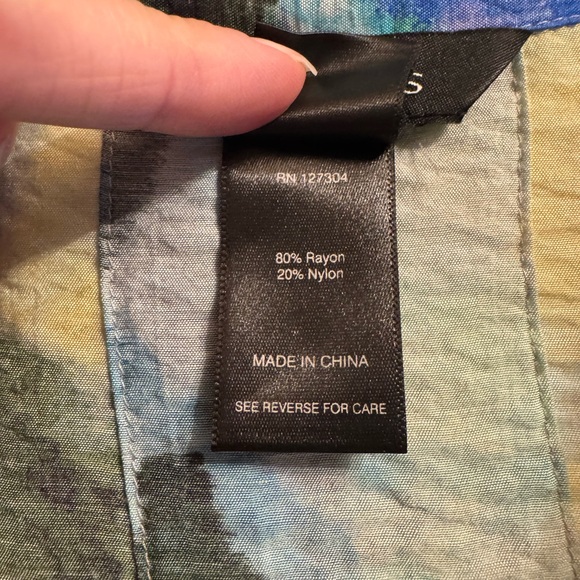 S
RN 127304
80% Rayon
20% Nylon
MADE IN CHINA
SEE REVERSE FOR CARE